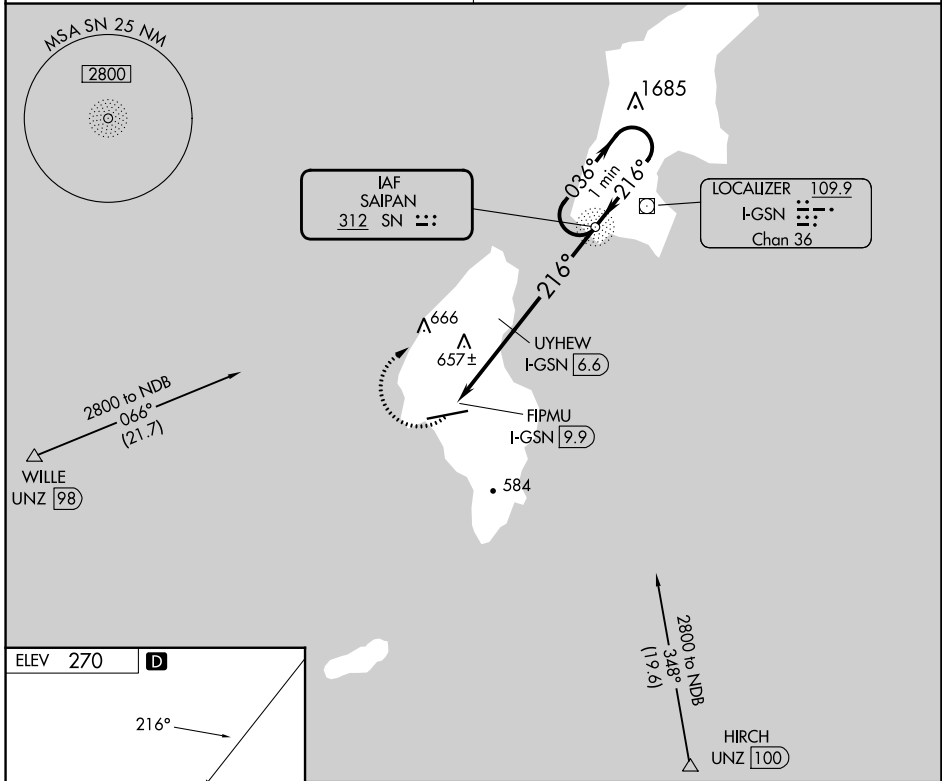 MSA SN 25 NM
2800
1685
IAF
SAIPAN
312 SN
036°
1 min
216°
LOCALIZER 109.9
I-GSN
Chan 36
216°
666
657±
UYHEW
I-GSN 6.6
FIPMU
I-GSN 9.9
584
2800 to NDB
066°
(21.7)
WILLE
UNZ 98
2800 to NDB
348°
(19.6)
HIRCH
UNZ 100
ELEV 270 D
216°